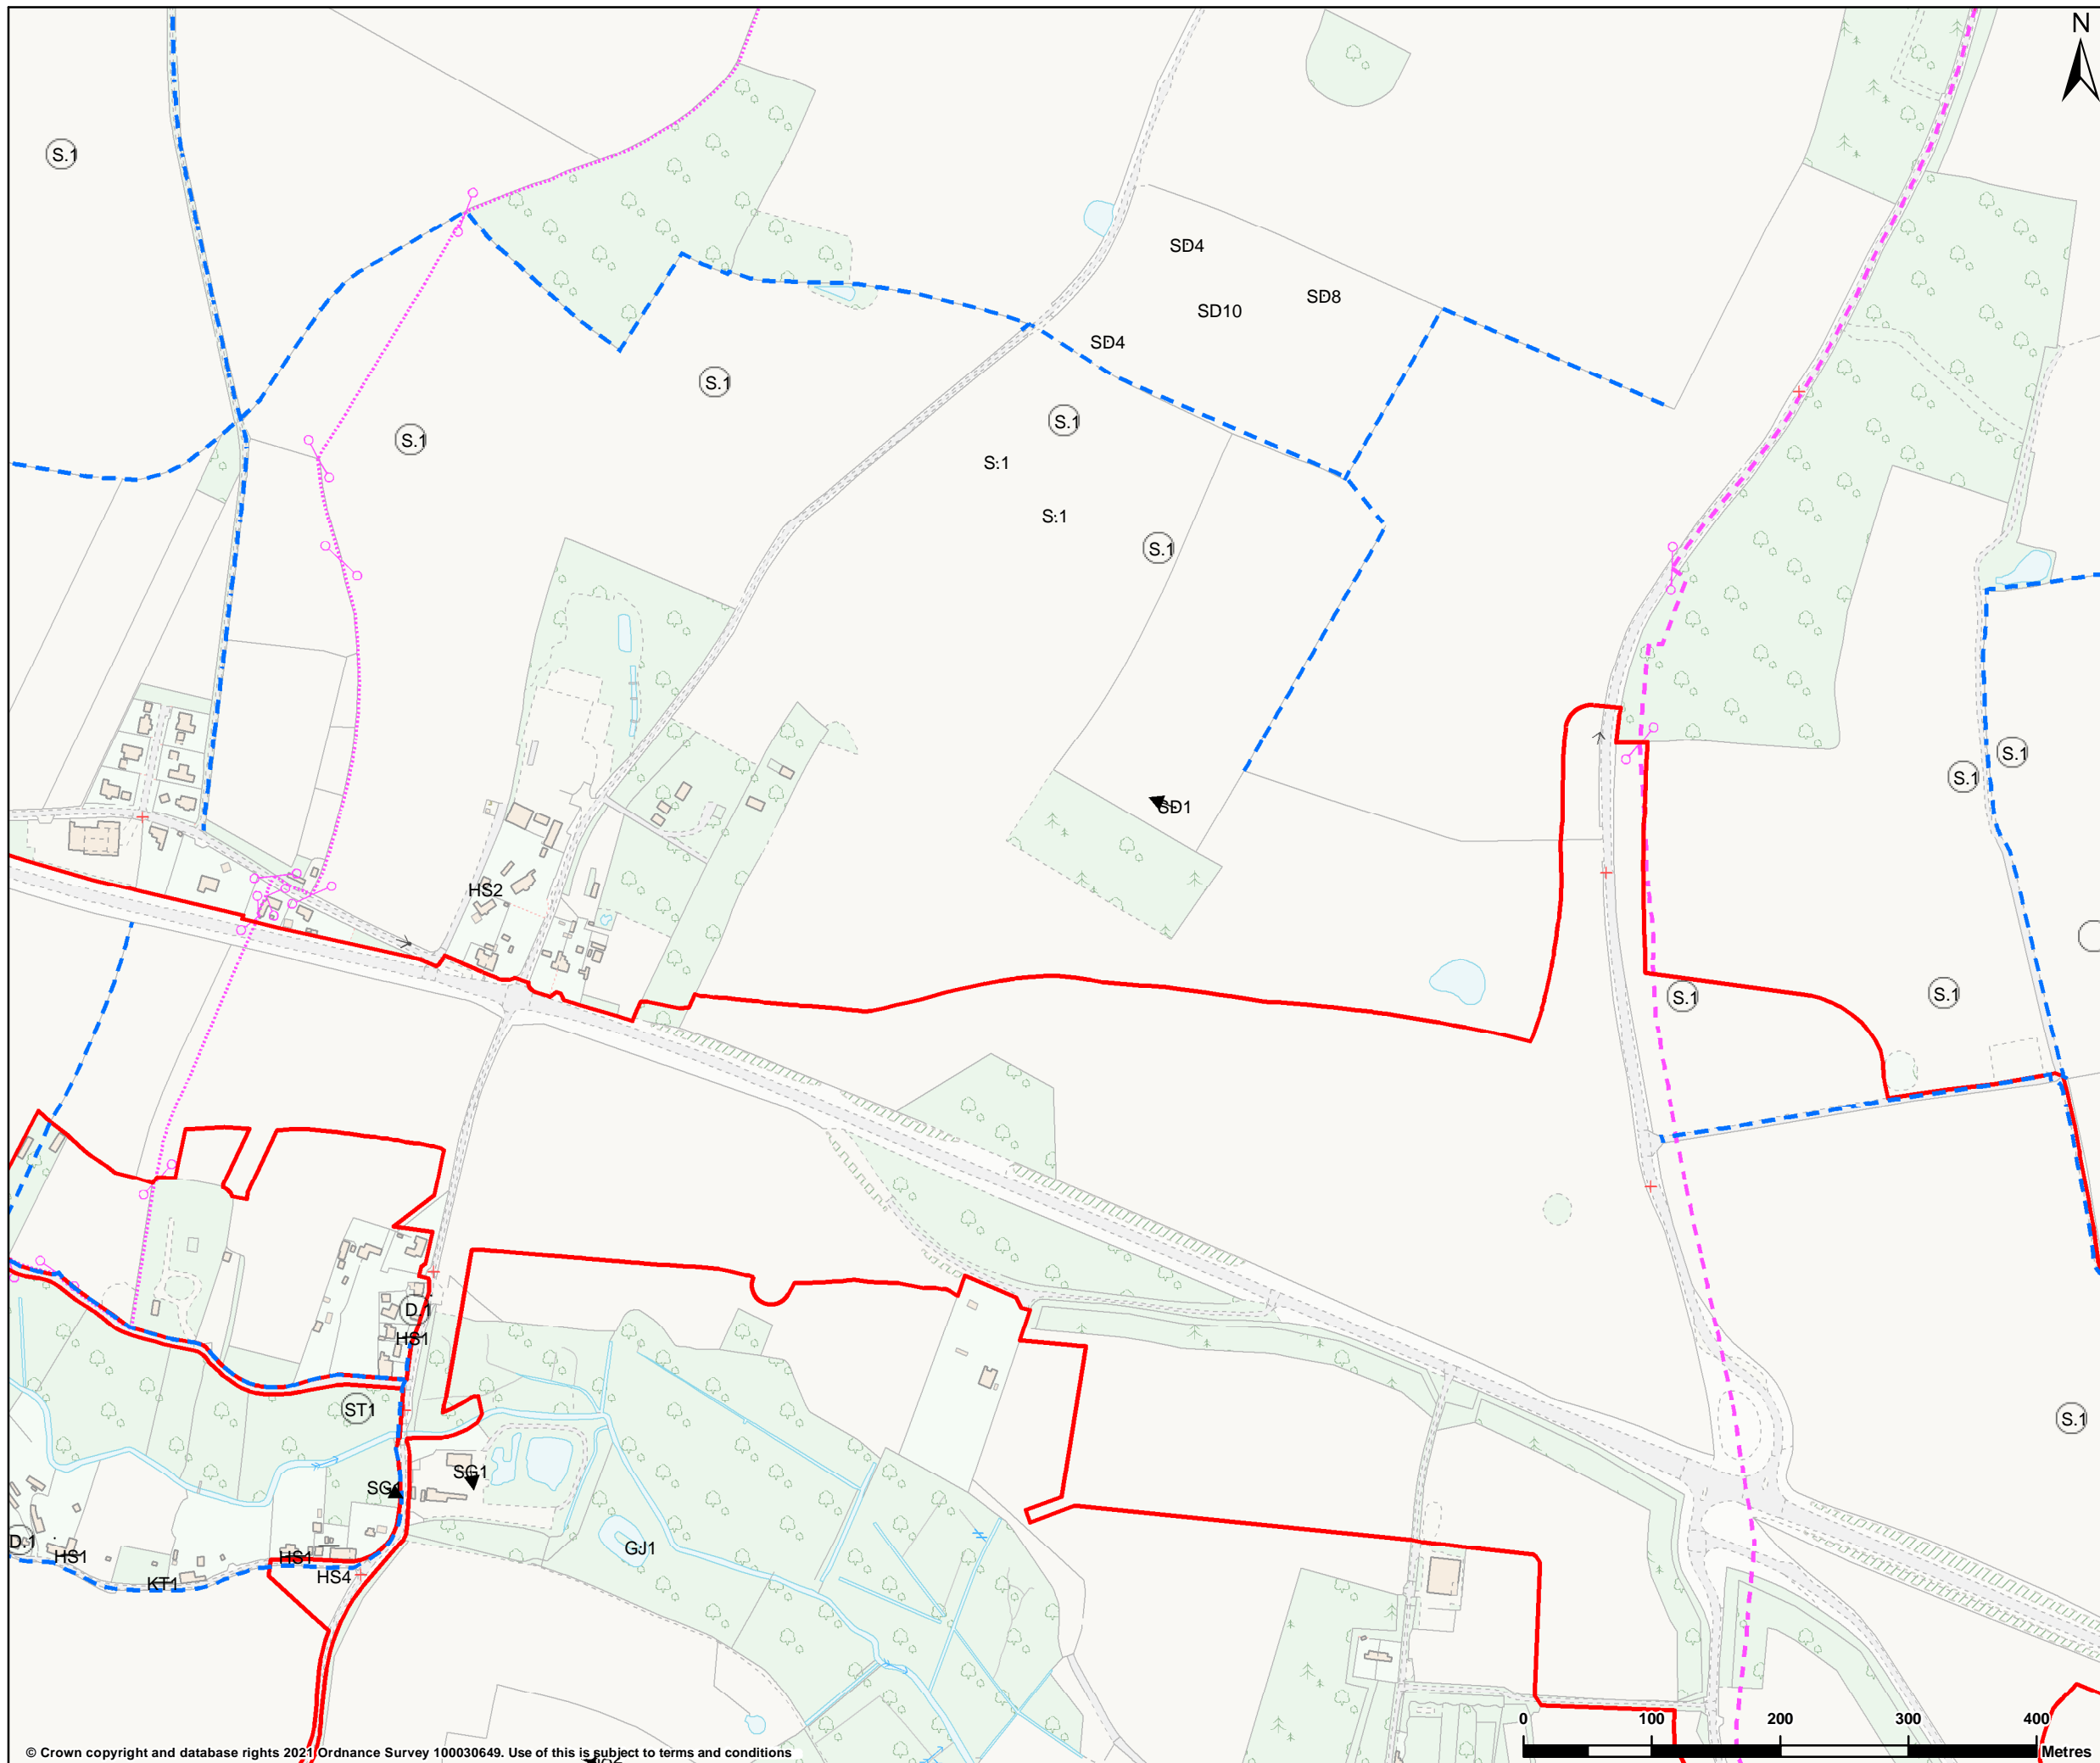 N
S.1
SD4
SD8
SD10
SD4
S.1
S.1
S.1
S:1
S:1
S.1
S.1
S.1
SD1
HS2
S.1
S.1
D.1
HS1
ST1
S.1
SG1
D.1
HS1
HS1
GJ1
KT1
HS4
0 100 200 300 400
Metres
© Crown copyright and database rights 2021 Ordnance Survey 100030649. Use of this is subject to terms and conditions